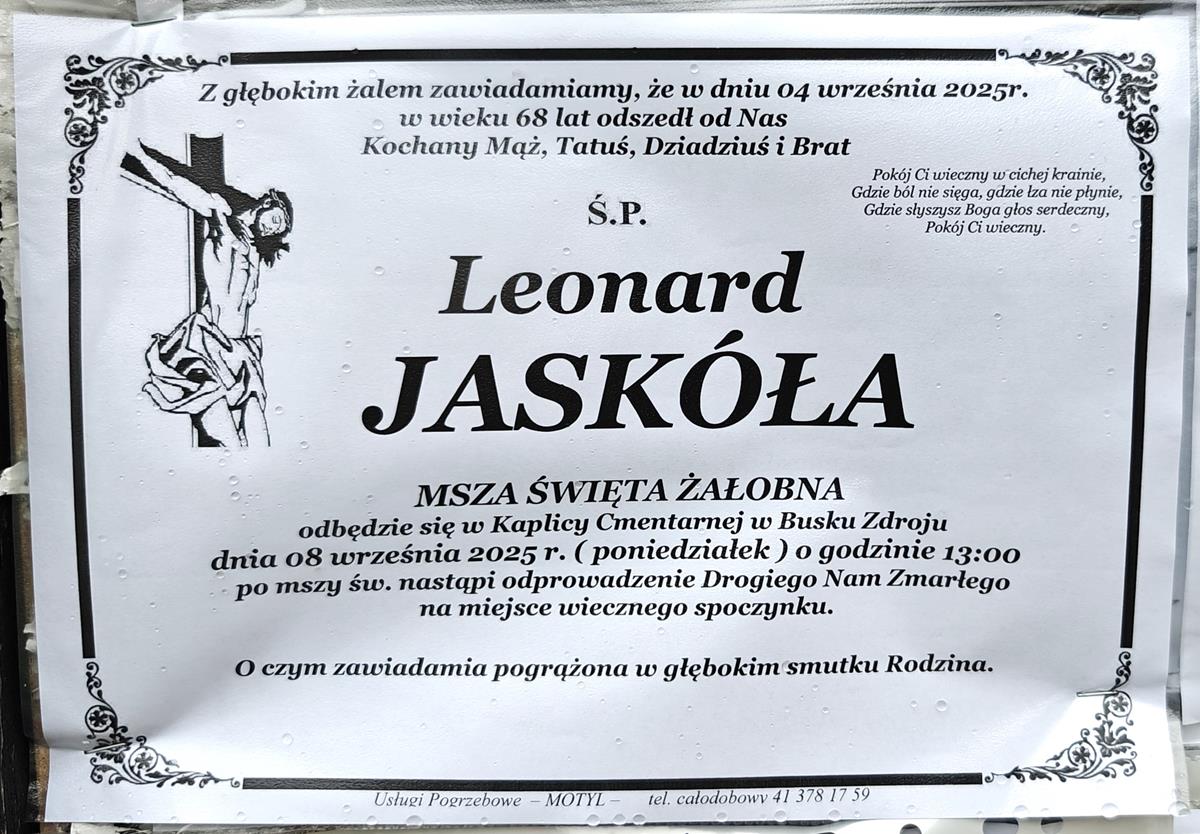 Z głębokim żalem zawiadamiamy, że w dniu 04 września 2025r.
w wieku 68 lat odszedł od Nas
Kochany Mąż, Tatuś, Dziadziuś i Brat
Pokój Ci wieczny w cichej krainie,
Gdzie ból nie sięga, gdzie łza nie płynie,
Gdzie słyszysz Boga głos serdeczny,
Pokój Ci wieczny.
Ś.P.
Leonard
JASKÓŁA
MSZA ŚWIĘTA ŻAŁOBNA
odbędzie się w Kaplicy Cmentarnej w Busku Zdroju
dnia 08 września 2025 r. ( poniedziałek ) o godzinie 13:00
po mszy św. nastąpi odprowadzenie Drogiego Nam Zmarłego
na miejsce wiecznego spoczynku.
O czym zawiadamia pogrążona w głębokim smutku Rodzina.
Usługi Pogrzebowe – MOTYL – tel. całodobowy 41 378 17 59